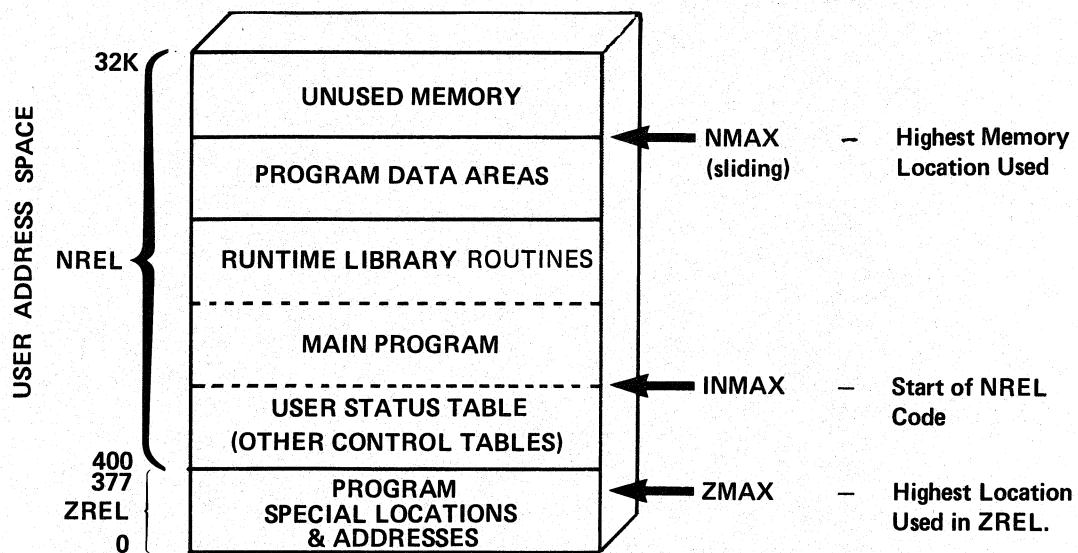 USER ADDRESS SPACE
32K
NREL
400
377
ZREL
0
UNUSED MEMORY
PROGRAM DATA AREAS
RUNTIME LIBRARY ROUTINES
MAIN PROGRAM
USER STATUS TABLE
(OTHER CONTROL TABLES)
PROGRAM
SPECIAL LOCATIONS
& ADDRESSES
NMAX – Highest Memory
(sliding) Location Used
INMAX – Start of NREL
Code
ZMAX – Highest Location
Used in ZREL.